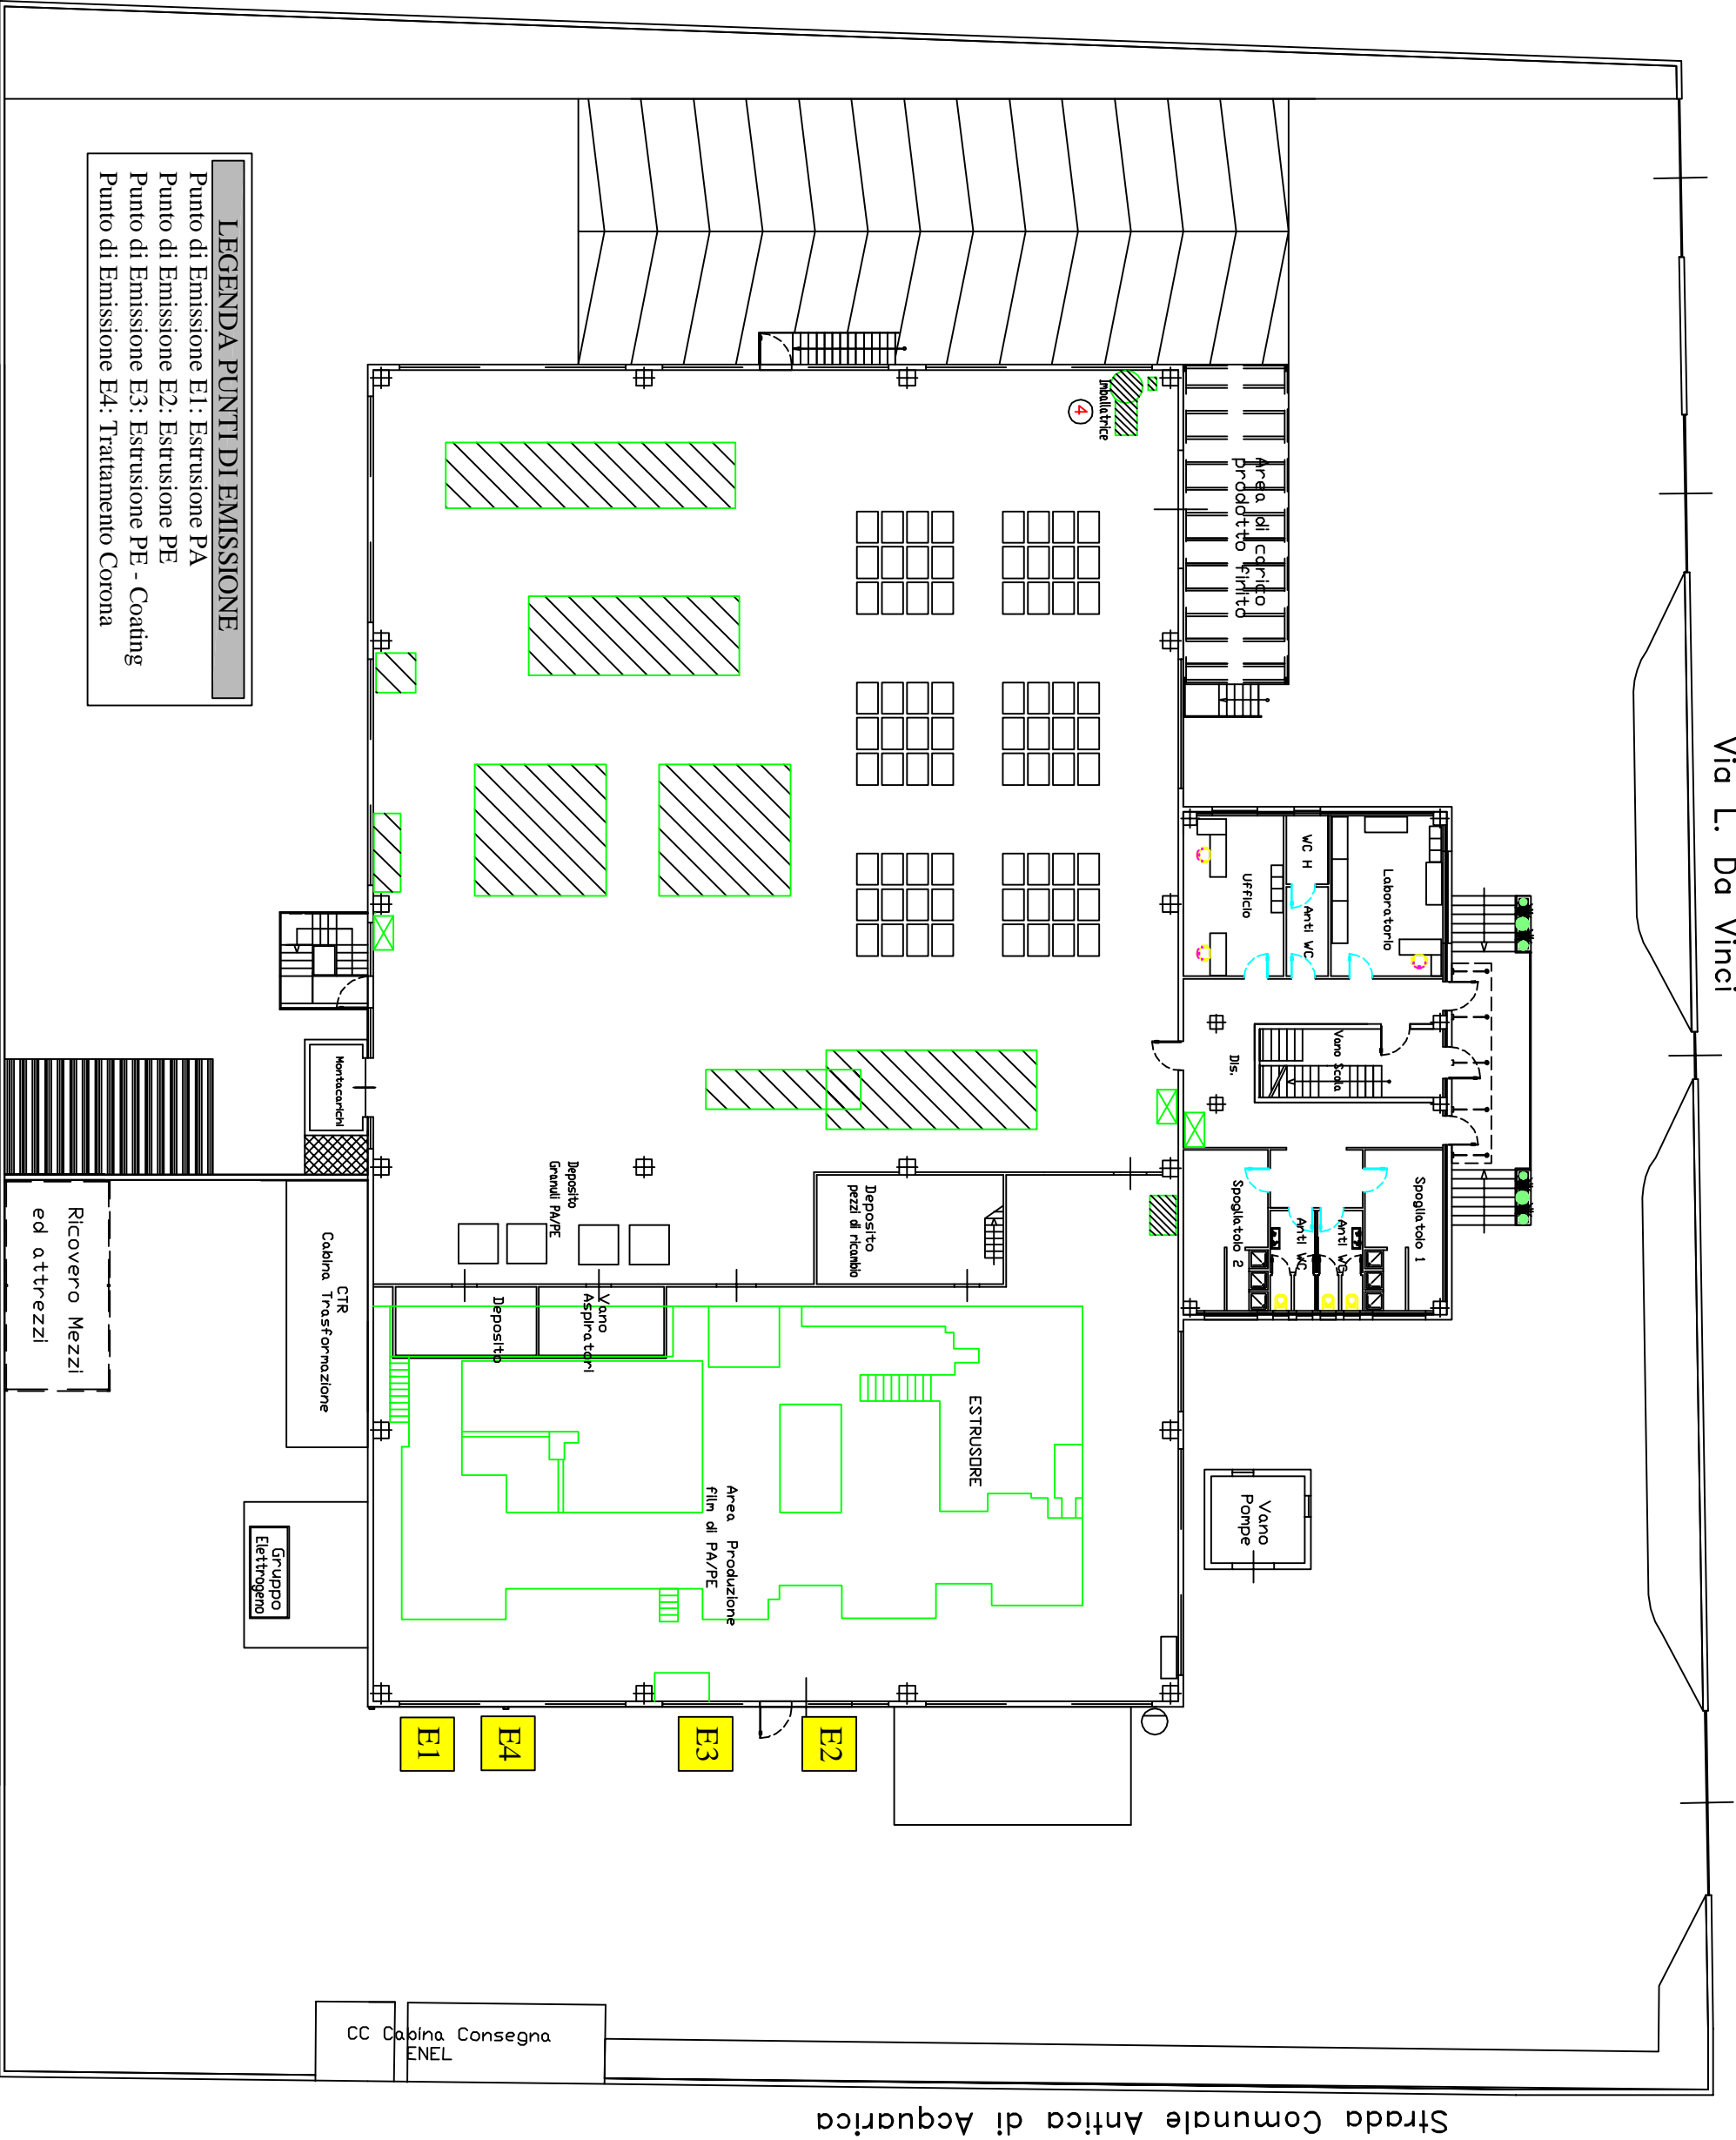 Via L. Da Vinci
LEGENDA PUNTI DI EMISSIONE
Punto di Emissione E1: Estrusione PA
Punto di Emissione E2: Estrusione PE
Punto di Emissione E3: Estrusione PE - Coating
Punto di Emissione E4: Trattamento Corona
Imballatrice
4
Area di carico
prodotto finito
Laboratorio
WC H
Anti WC
Ufficio
Vano Scala
Dis.
Spogliatoio 1
Anti WC
Anti WC
Spogliatoio 2
Montacarichi
Deposito
Granuli PA/PE
Deposito
pezzi di ricambio
Vano
Aspiratori
Deposito
ESTRUSORE
Area Produzione
film di PA/PE
Vano
Pompe
Ricovero Mezzi
ed attrezzi
CTR
Cabina Trasformazione
Gruppo
Elettrogeno
E1
E4
E3
E2
CC Cabina Consegna
ENEL
Strada Comunale Antica di Acquarica